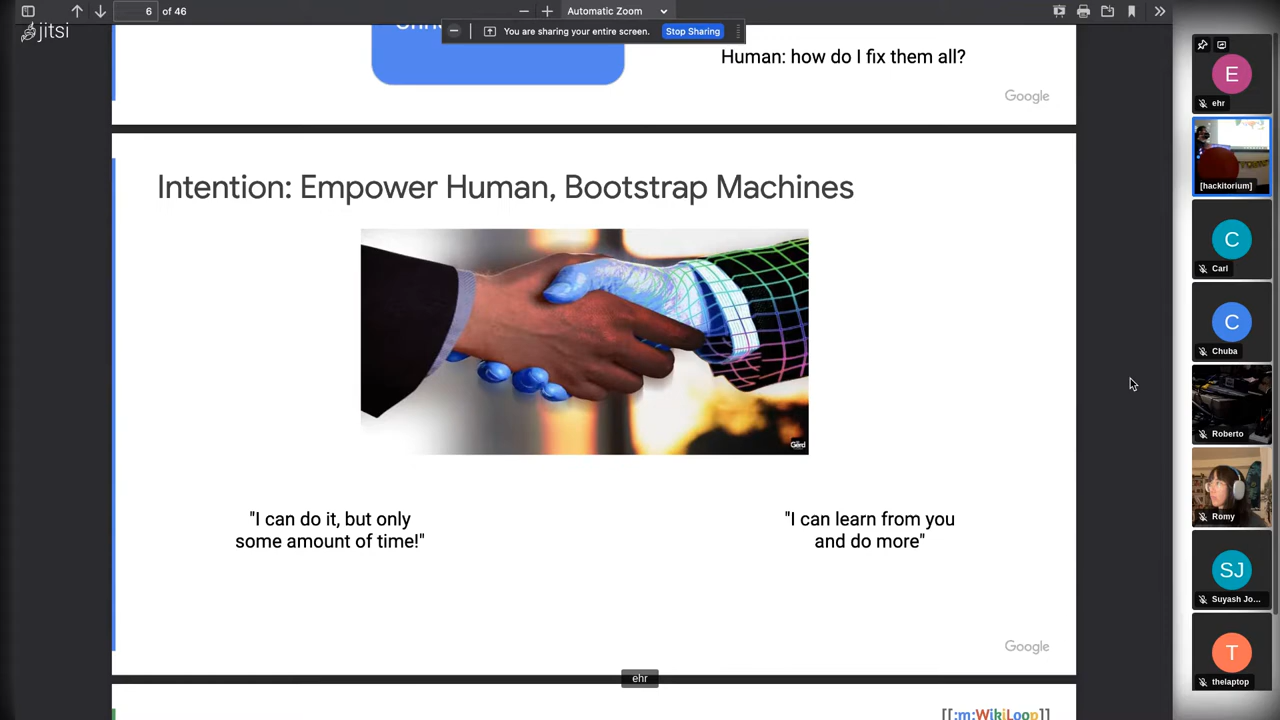 6
of 46
Automatic Zoom
jitsi
You are sharing your entire screen.
Stop Sharing
Human: how do I fix them all?
Google
Intention: Empower Human, Bootstrap Machines
Gerd
"I can do it, but only
some amount of time!"
"I can learn from you
and do more"
Google
ehr
[[:m:WikiLoop]]
ehr
[hackitorium]
C
Carl
C
Chuba
Roberto
Romy
SJ
Suyash Jo...
T
thelaptop
E